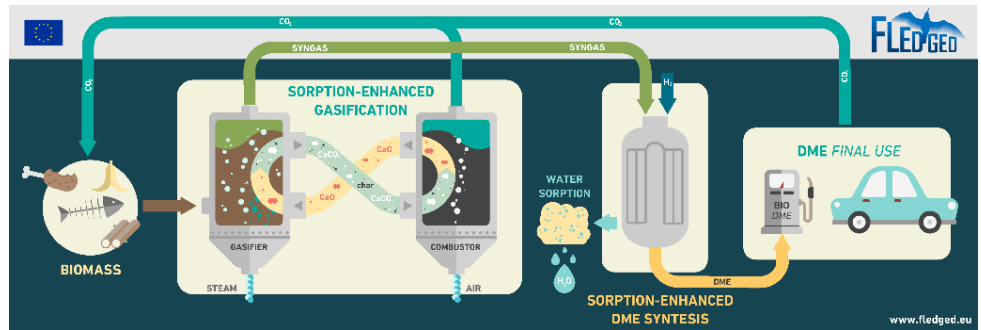 CO₂
CO₂
FLEDGED
SYNGAS
SYNGAS
CO₂
H₂
CO₂
SORPTION-ENHANCED
GASIFICATION
CaCO₃
CaO
char
CaO
CaCO₃
GASIFIER
COMBUSTOR
STEAM
AIR
BIOMASS
WATER
SORPTION
H₂O
DME
SORPTION-ENHANCED
DME SYNTESIS
DME FINAL USE
BIO
DME
www.fledged.eu